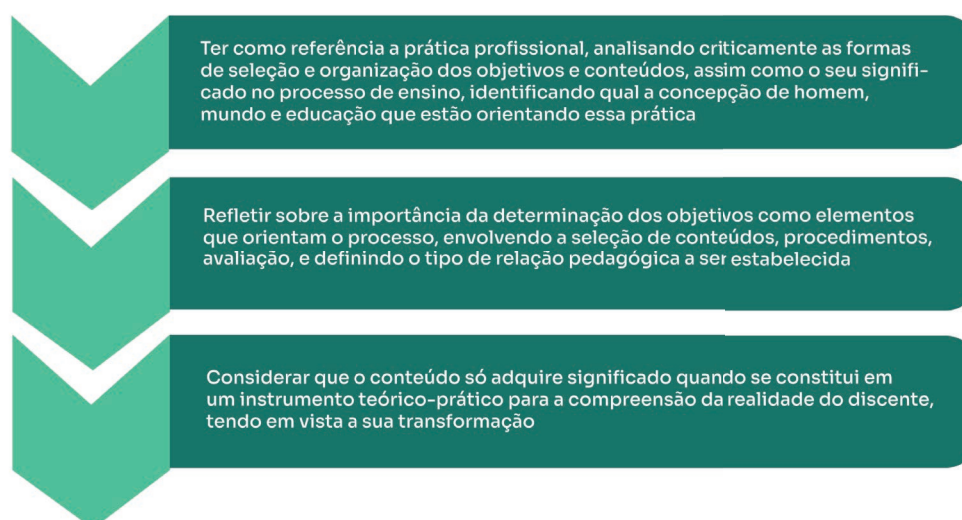 Ter como referência a prática profissional, analisando criticamente as formas
de seleção e organização dos objetivos e conteúdos, assim como o seu signifi-
cado no processo de ensino, identificando qual a concepção de homem,
mundo e educação que estão orientando essa prática
Refletir sobre a importância da determinação dos objetivos como elementos
que orientam o processo, envolvendo a seleção de conteúdos, procedimentos,
avaliação, e definindo o tipo de relação pedagógica a ser estabelecida
Considerar que o conteúdo só adquire significado quando se constitui em
um instrumento teórico-prático para a compreensão da realidade do discente,
tendo em vista a sua transformação